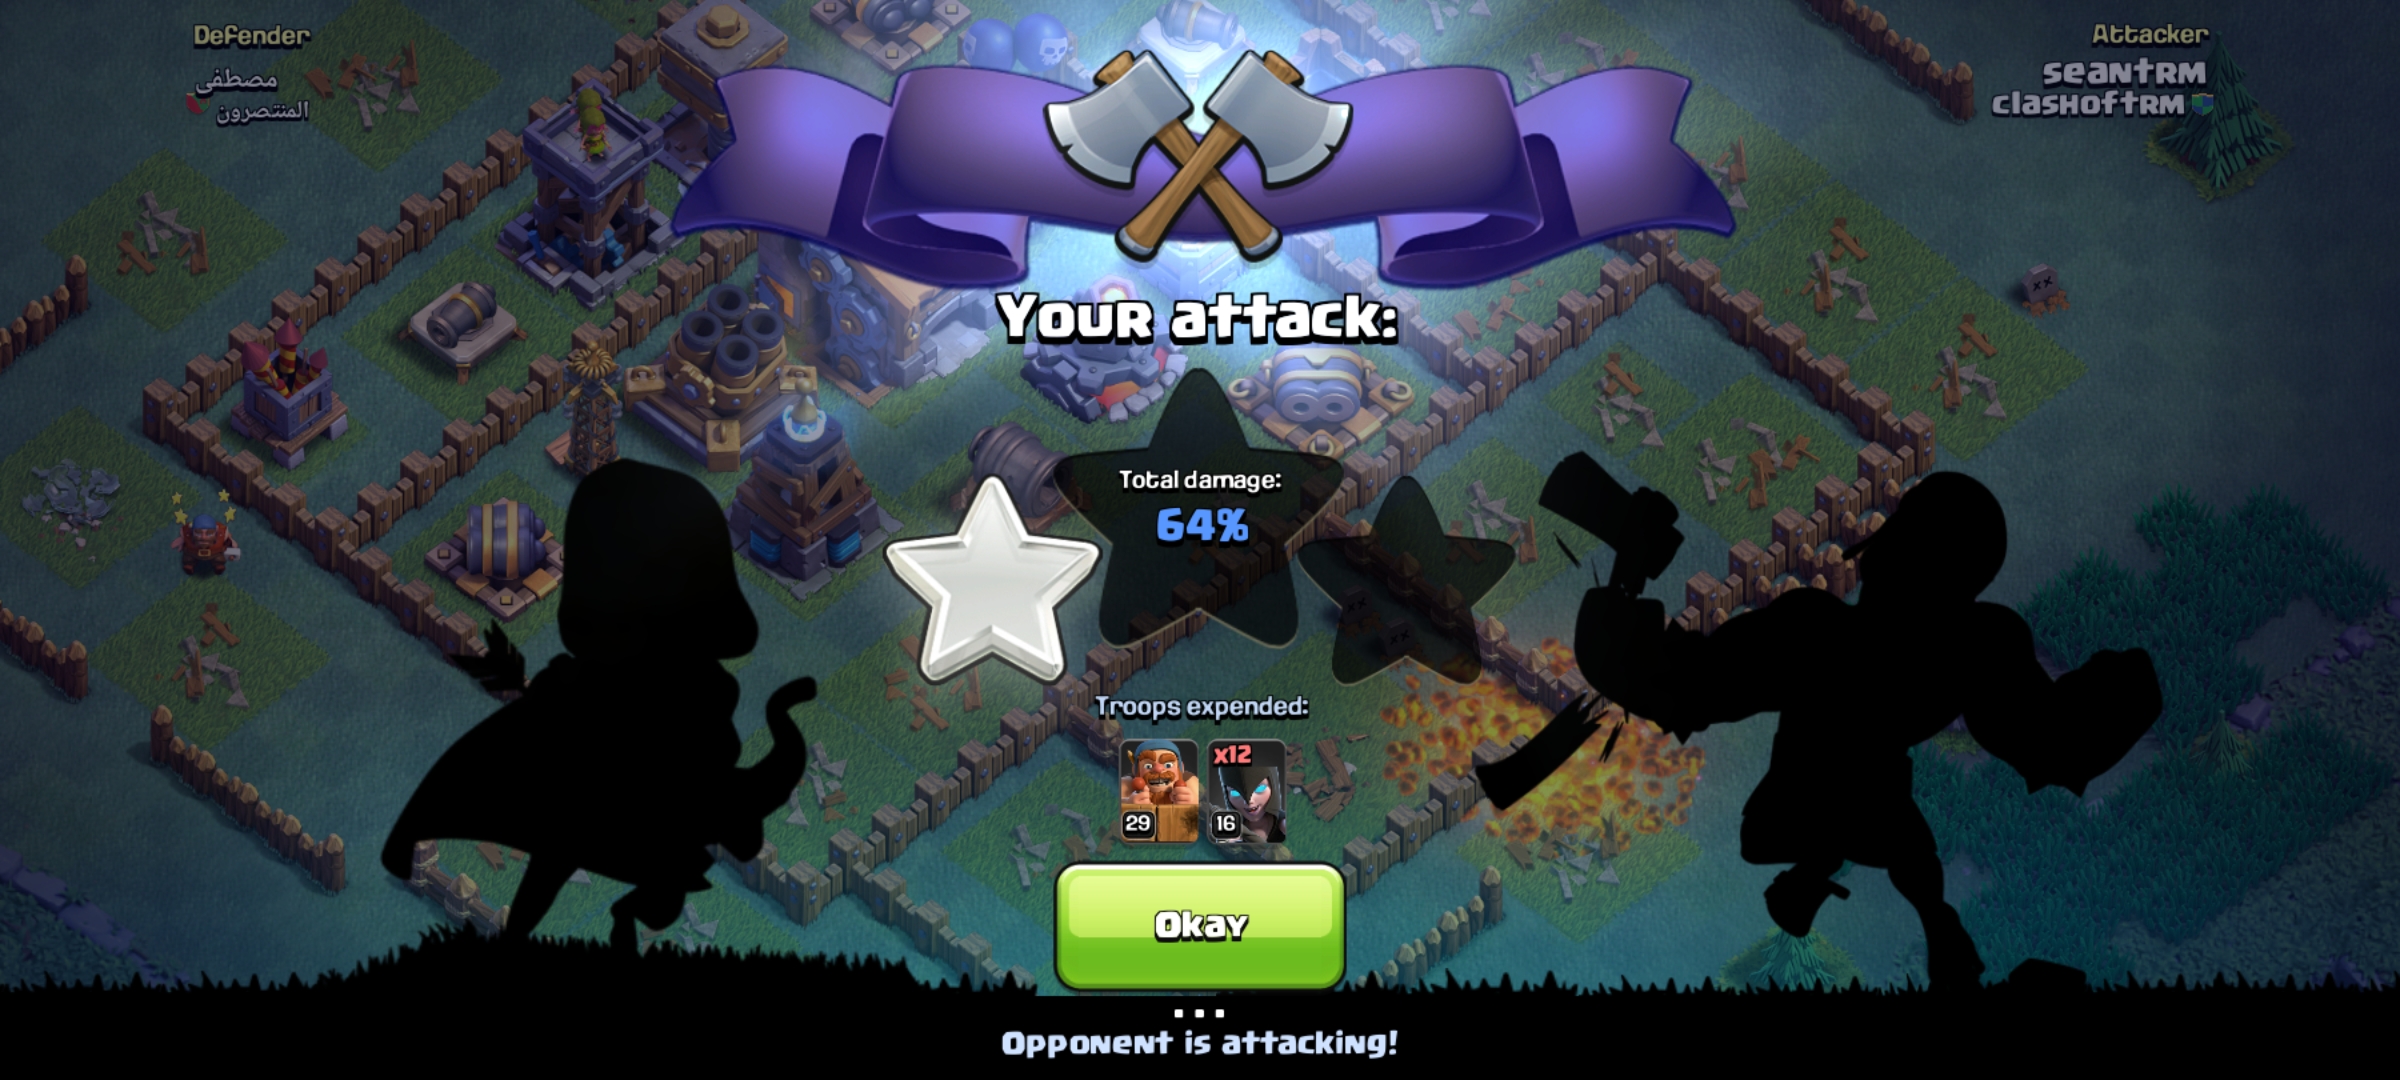 Defender
مصطفى
المنتصرون
Attacker
seantRM
clashoftRM
Your attack:
Total damage:
64%
Troops expended:
x12
29
16
Okay
Opponent is attacking!